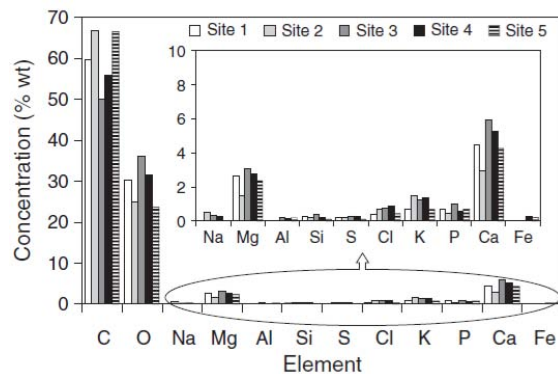 Concentration (% wt)
70
60
50
40
30
20
10
0
Site 1 Site 2 Site 3 Site 4 Site 5
10
8
6
4
2
0
Na Mg Al Si S Cl K P Ca Fe
C O Na Mg Al Si S Cl K P Ca Fe
Element